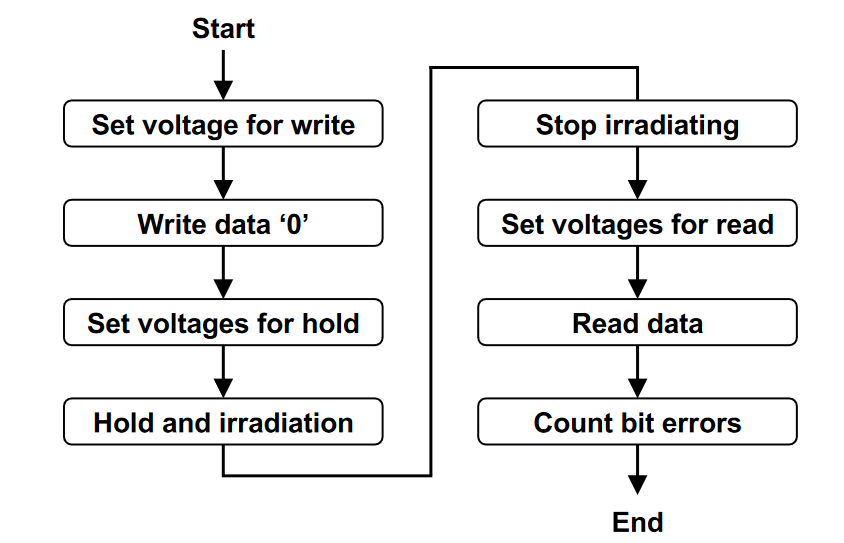 Start
Set voltage for write
Write data ‘0’
Set voltages for hold
Hold and irradiation
Stop irradiating
Set voltages for read
Read data
Count bit errors
End